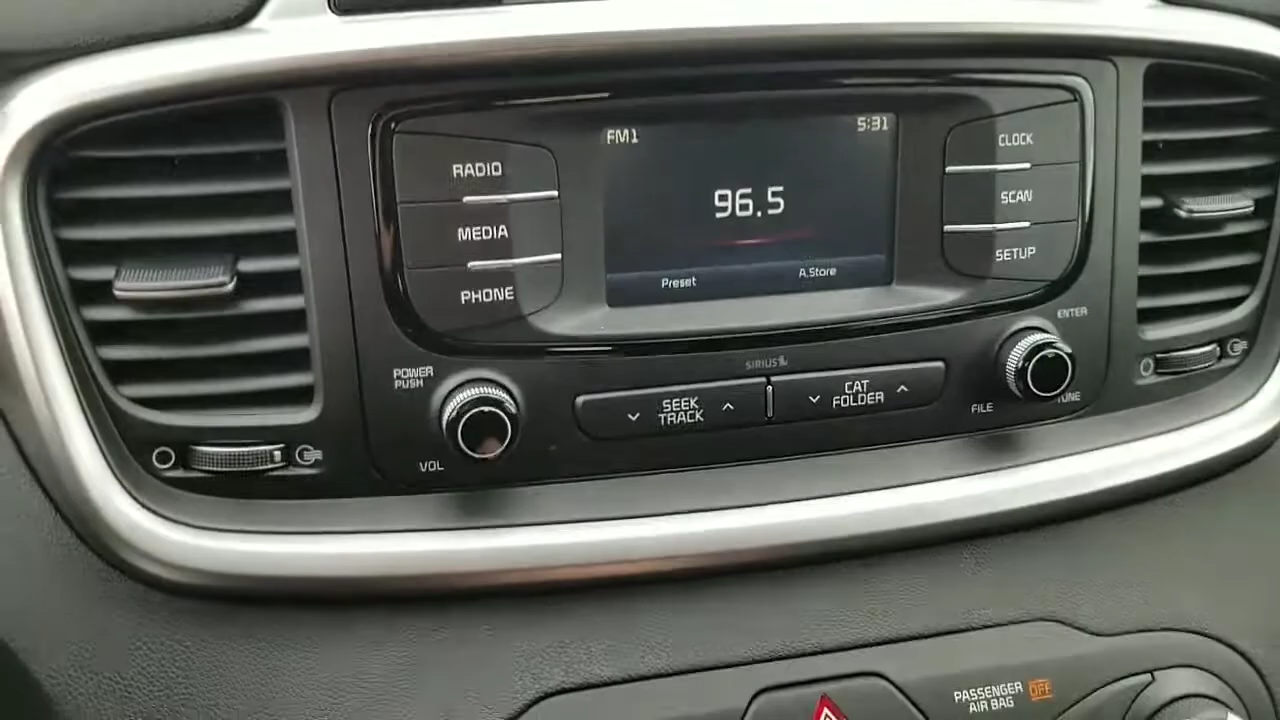 FM1
5:31
RADIO
CLOCK
96.5
SCAN
MEDIA
SETUP
Preset
A.Store
PHONE
ENTER
SIRIUS
POWER
PUSH
SEEK
TRACK
CAT
FOLDER
FILE
TUNE
VOL
PASSENGER OFF
AIR BAG